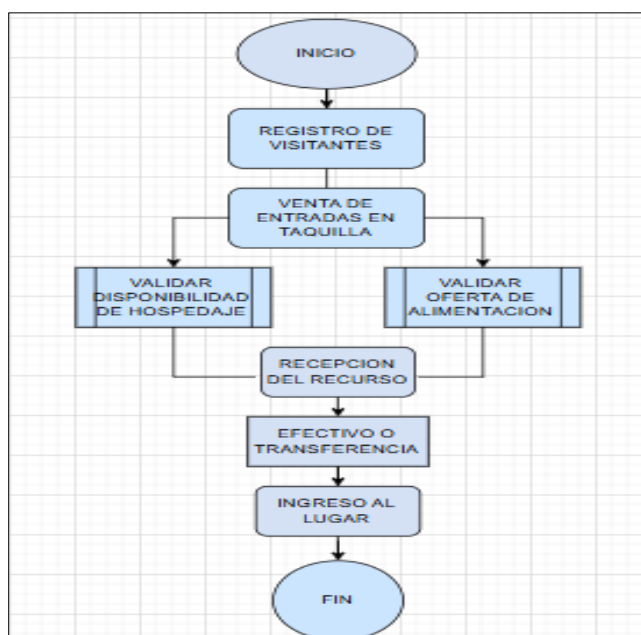 INICIO
REGISTRO DE
VISITANTES
VENTA DE
ENTRADAS EN
TAQUILLA
VALIDAR
DISPONIBILIDAD
DE HOSPEDAJE
VALIDAR
OFERTA DE
ALIMENTACION
RECEPCION
DEL RECURSO
EFECTIVO O
TRANSFERENCIA
INGRESO AL
LUGAR
FIN